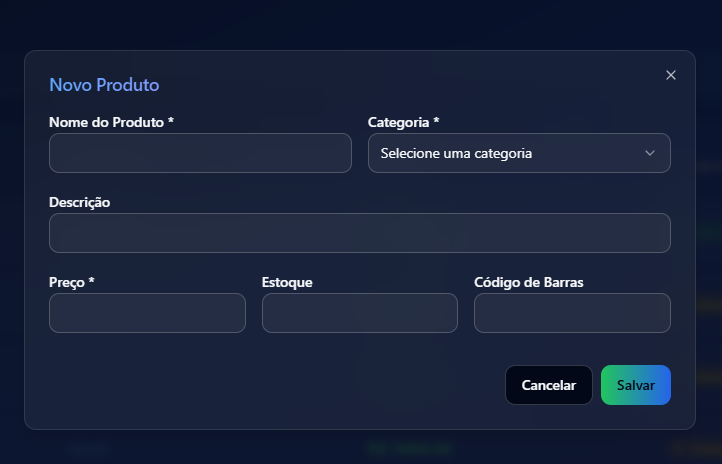 Novo Produto
Nome do Produto * Categoria *
Selecione uma categoria
Descrição
Preço * Estoque Código de Barras
Cancelar Salvar